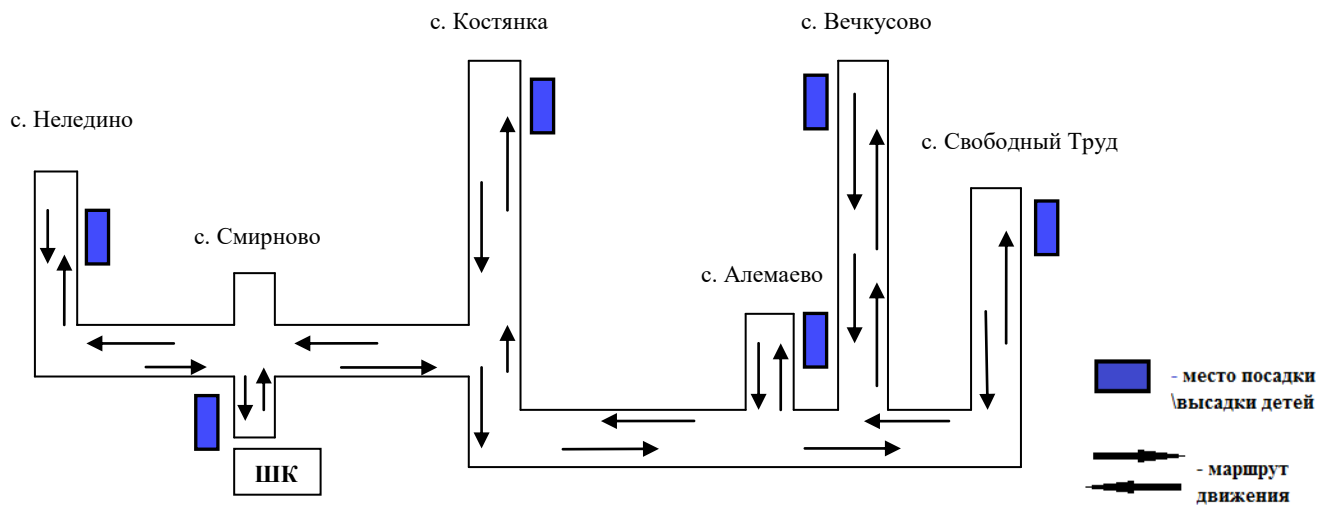 с. Костянка
с. Вечкусово
с. Неледино
с. Свободный Труд
с. Смирново
с. Алемаево
- место посадки
\высадки детей
ШК
- маршрут
движения